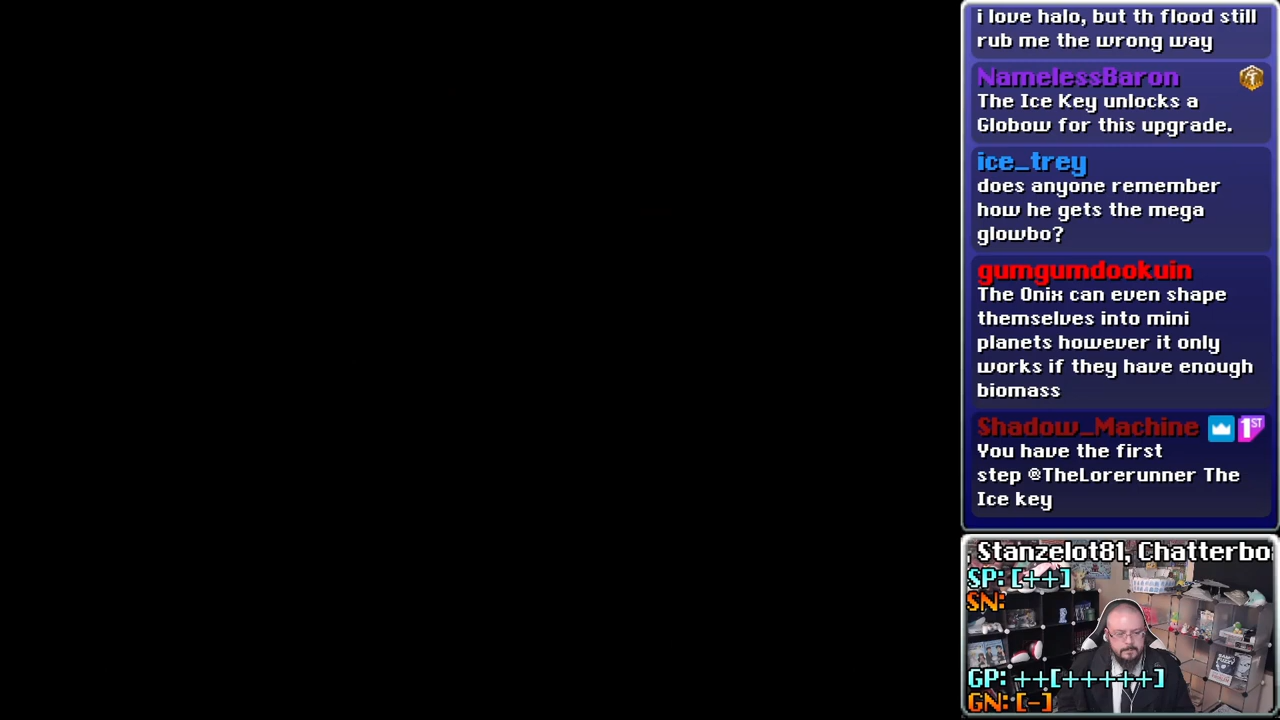 i love halo, but th flood still
rub me the wrong way
NamelessBaron
The Ice Key unlocks a
Globow for this upgrade.
ice_trey
does anyone remember
how he gets the mega
glowbo?
gumgumdookuin
The Onix can even shape
themselves into mini
planets however it only
works if they have enough
biomass
Shadow_Machine 1ST
You have the first
step @TheLorerunner The
Ice key
, Stanzelot81, Chatterbo
SP: [++]
SN:
GP: ++[+++++]
GN: [-]